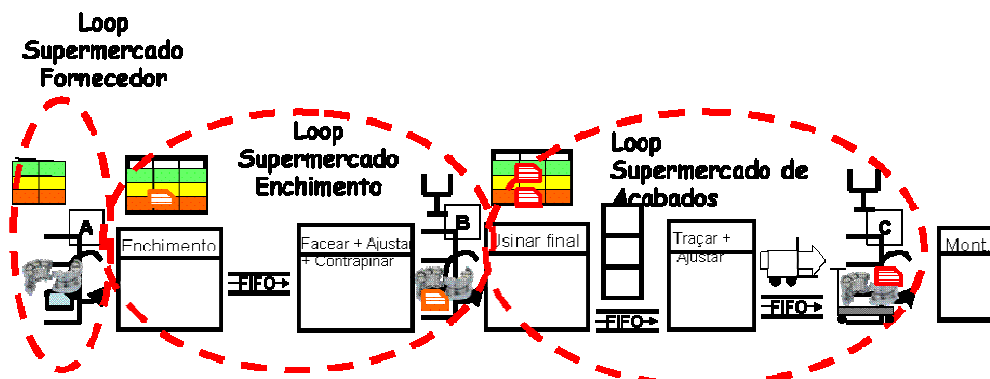 Loop
Supermercado
Fornecedor
Loop
Supermercado
Enchimento
Loop
Supermercado de
Acabados
A
B
C
Enchimento
Facear + Ajustar
+ Contrapinar
Usinar final
Traçar +
Ajustar
Mont
FIFO
FIFO
FIFO